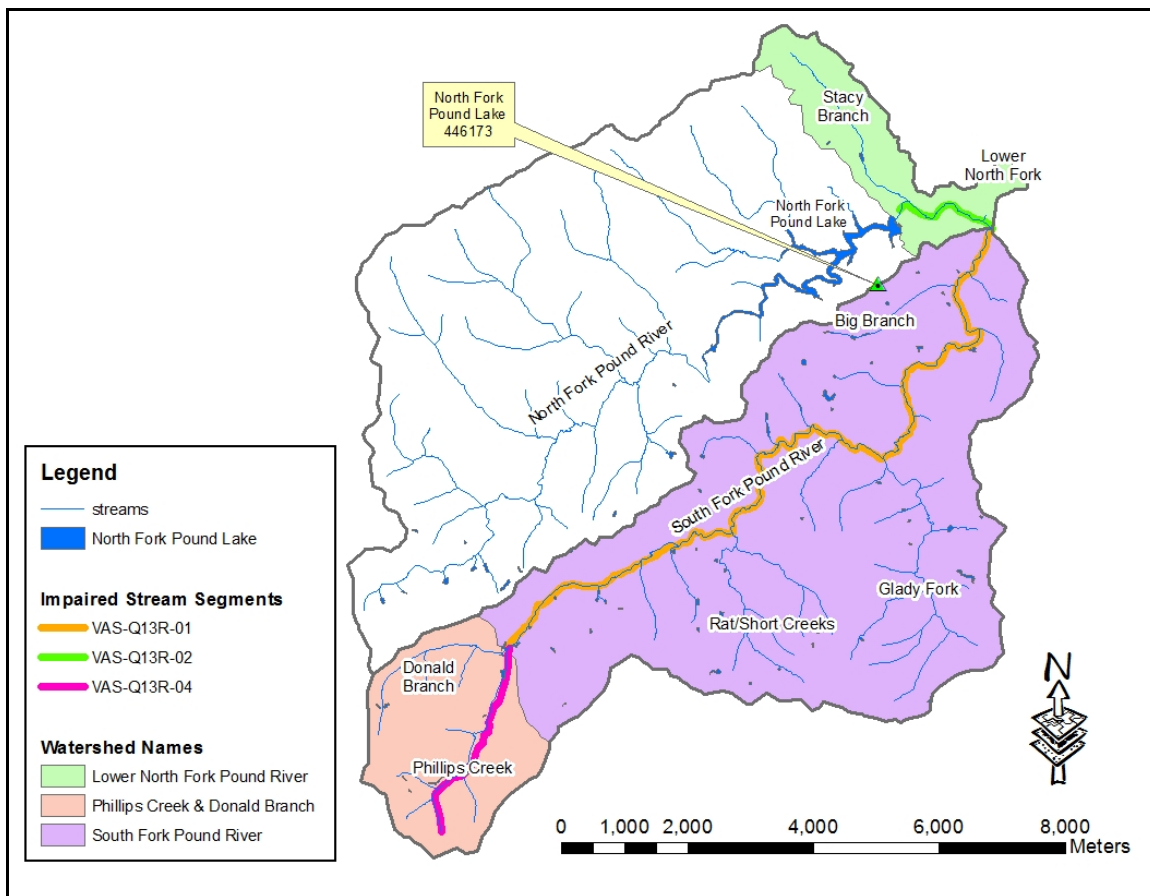 Stacy
Branch
North Fork
Pound Lake
446173
Lower
North Fork
North Fork
Pound Lake
Big Branch
North Fork Pound River
South Fork Pound River
Glady Fork
Rat/Short Creeks
Donald
Branch
Phillips Creek
Legend
streams
North Fork Pound Lake
Impaired Stream Segments
VAS-Q13R-01
VAS-Q13R-02
VAS-Q13R-04
Watershed Names
Lower North Fork Pound River
Phillips Creek & Donald Branch
South Fork Pound River
N
0 1,000 2,000 4,000 6,000 8,000
Meters